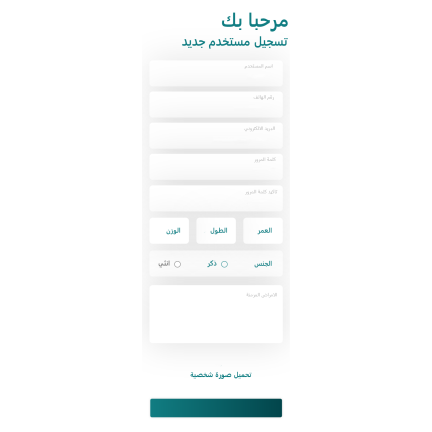 مرحبا بك
تسجيل مستخدم جديد
اسم المستخدم
رقم الهاتف
البريد الالكتروني
كلمة المرور
تاكيد كلمة المرور
العمر الطول الوزن
الجنس ذكر انثي
الامراض المزمنة
تحميل صورة شخصية